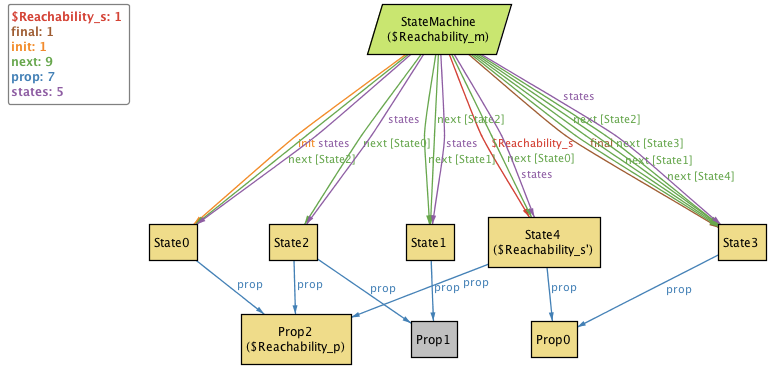 $Reachability_s: 1
final: 1
init: 1
next: 9
prop: 7
states: 5
StateMachine
($Reachability_m)
states
states
next [State2]
next [State2]
init states
next [State0]
states
$Reachability_s
final next [State3]
next [State2]
next [State1]
next [State0]
next [State1]
states
next [State4]
State0
State2
State1
State4
($Reachability_s')
State3
prop
prop
prop
prop
prop
prop
prop
Prop2
($Reachability_p)
Prop1
Prop0